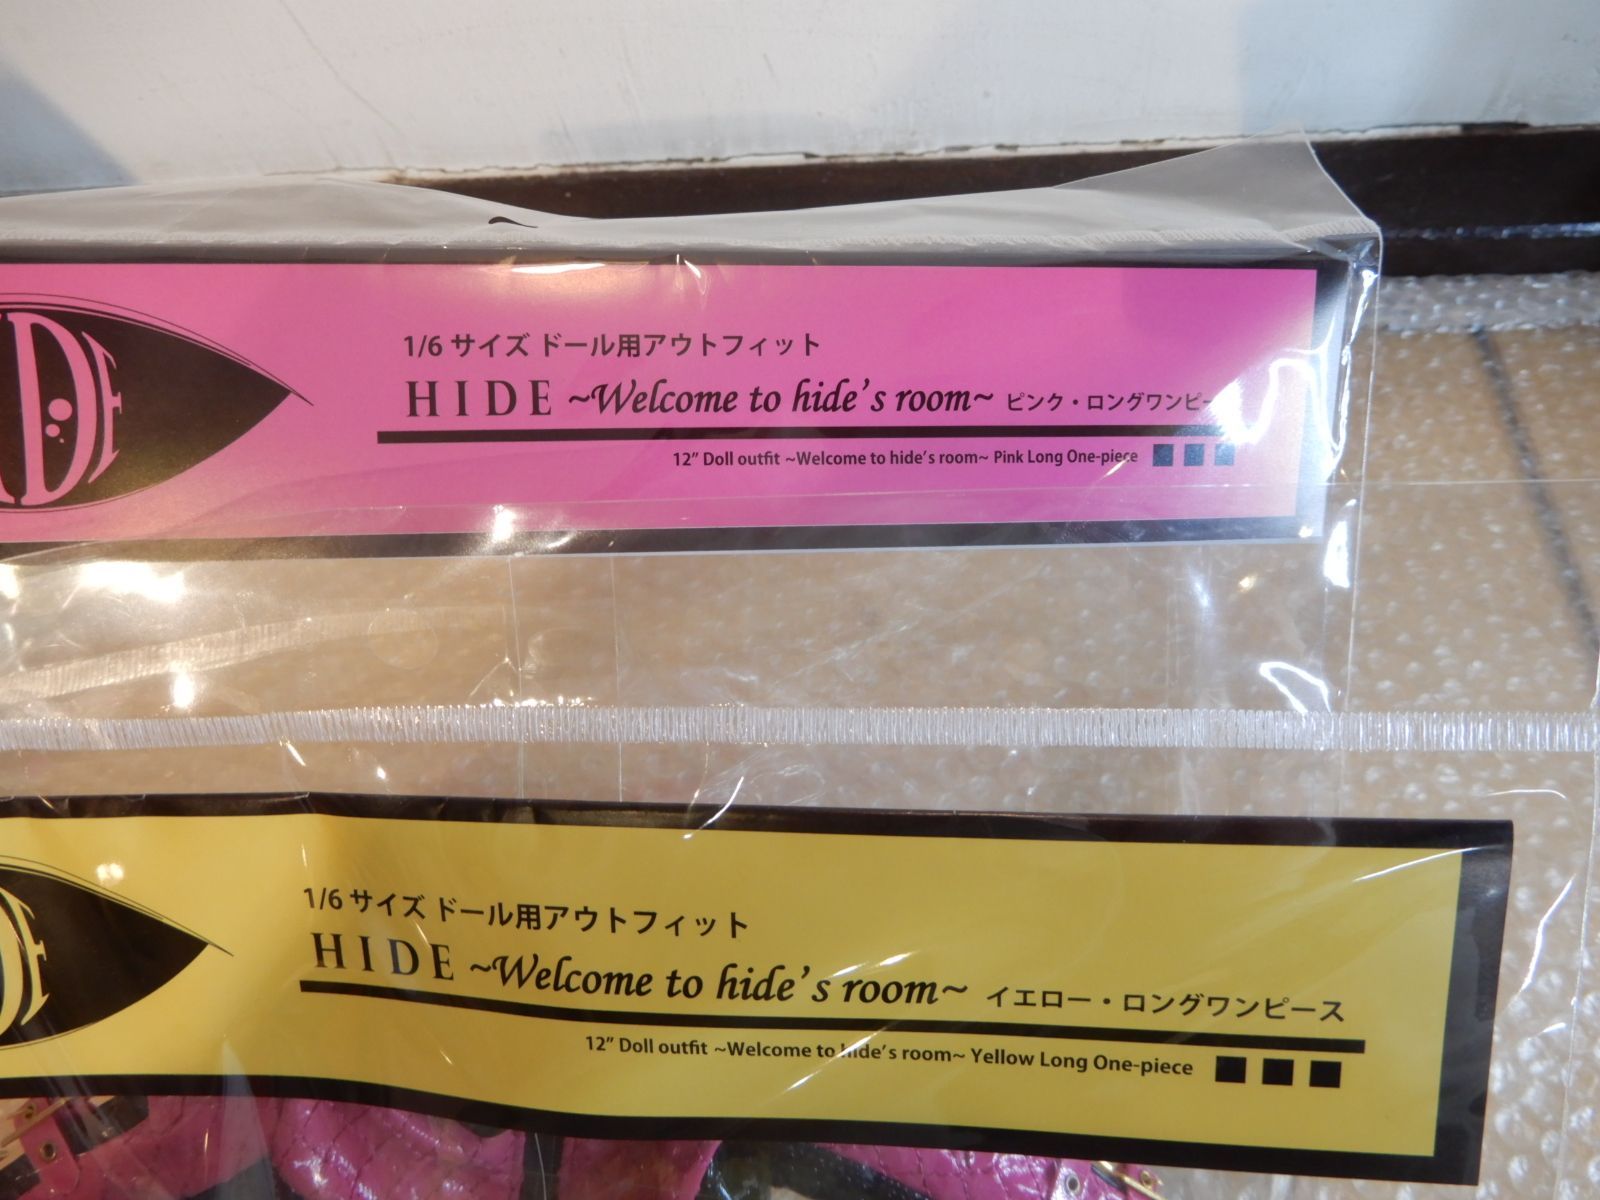 1/6 サイズ ドール用アウトフィット
HIDE ~Welcome to hide's room~ ピンク・ロングワンピー
12" Doll outfit ~Welcome to hide's room~ Pink Long One-piece ■ ■ ■
1/6 サイズ ドール用アウトフィット
HIDE ~Welcome to hide's room~ イエロー・ロングワンピース
12" Doll outfit ~Welcome to hide's room~ Yellow Long One-piece ■ ■ ■